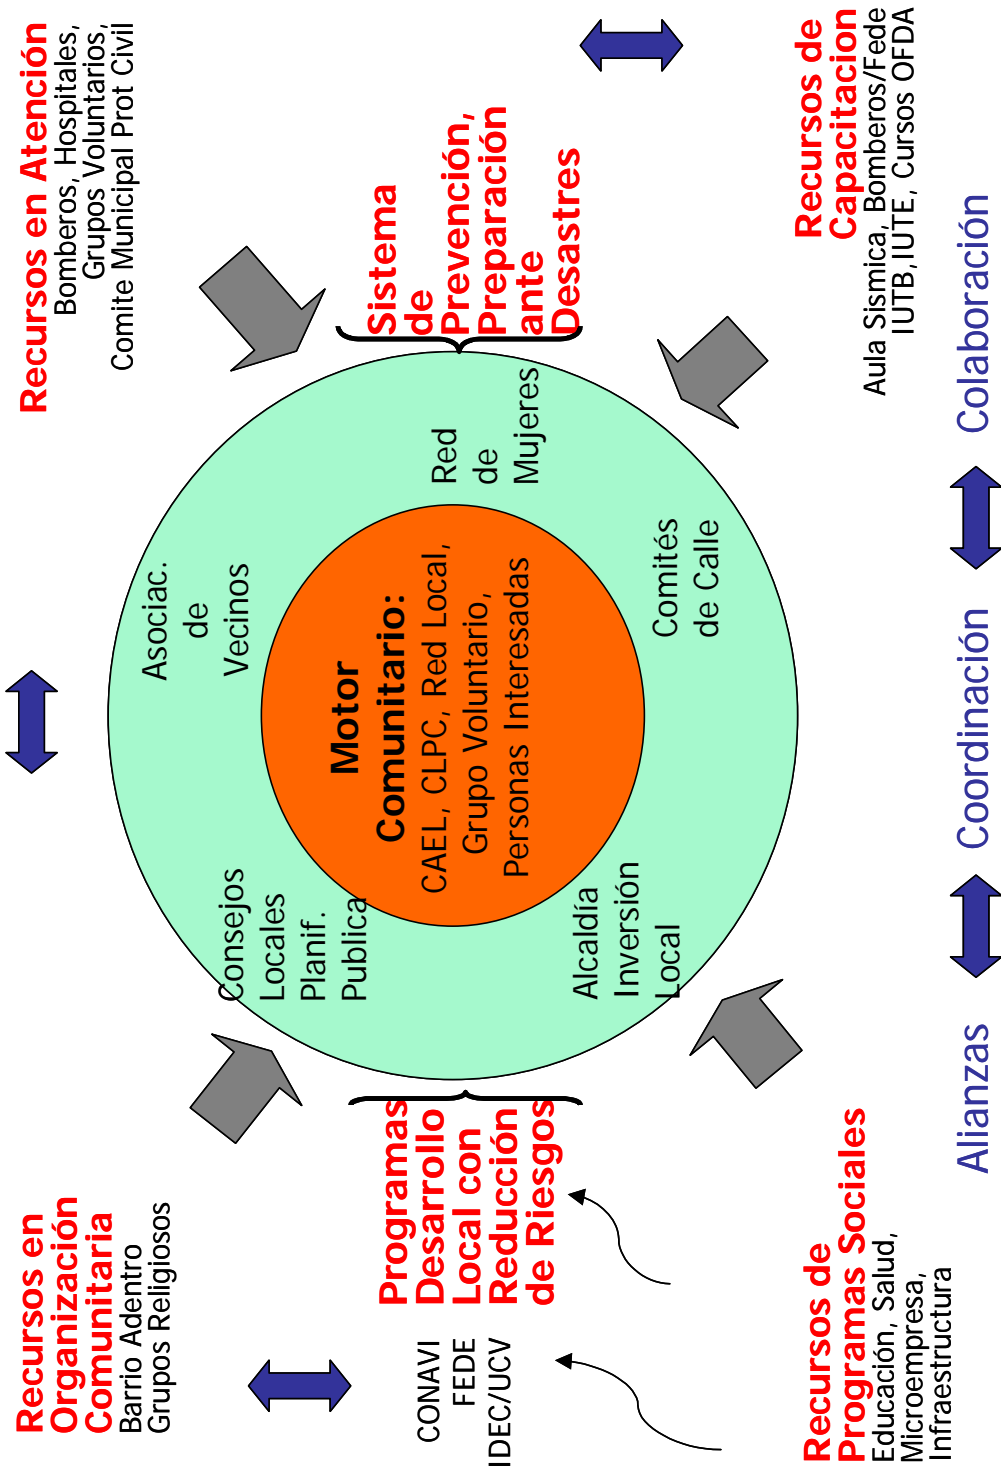 Recursos en
Organización
Comunitaria
Barrio Adentro
Grupos Religiosos
Recursos en Atención
Bomberos, Hospitales,
Grupos Voluntarios,
Comite Municipal Prot Civil
Consejos
Locales
Planif.
Publica
Asociac.
de
Vecinos
CONAVI
FEDE
IDEC/UCV
Programas
Desarrollo
Local con
Reducción
de Riesgos
Motor
Comunitario:
CAEL, CLPC, Red Local,
Grupo Voluntario,
Personas Interesadas
Red
de
Mujeres
Sistema
de
Prevención,
Preparación
ante
Desastres
Alcaldía
Inversión
Local
Comités
de Calle
Recursos de
Programas Sociales
Educación, Salud,
Microempresa,
Infraestructura
Recursos de
Capacitacion
Aula Sismica, Bomberos/Fede
IUTB,IUTE, Cursos OFDA
Alianzas
Coordinación
Colaboración